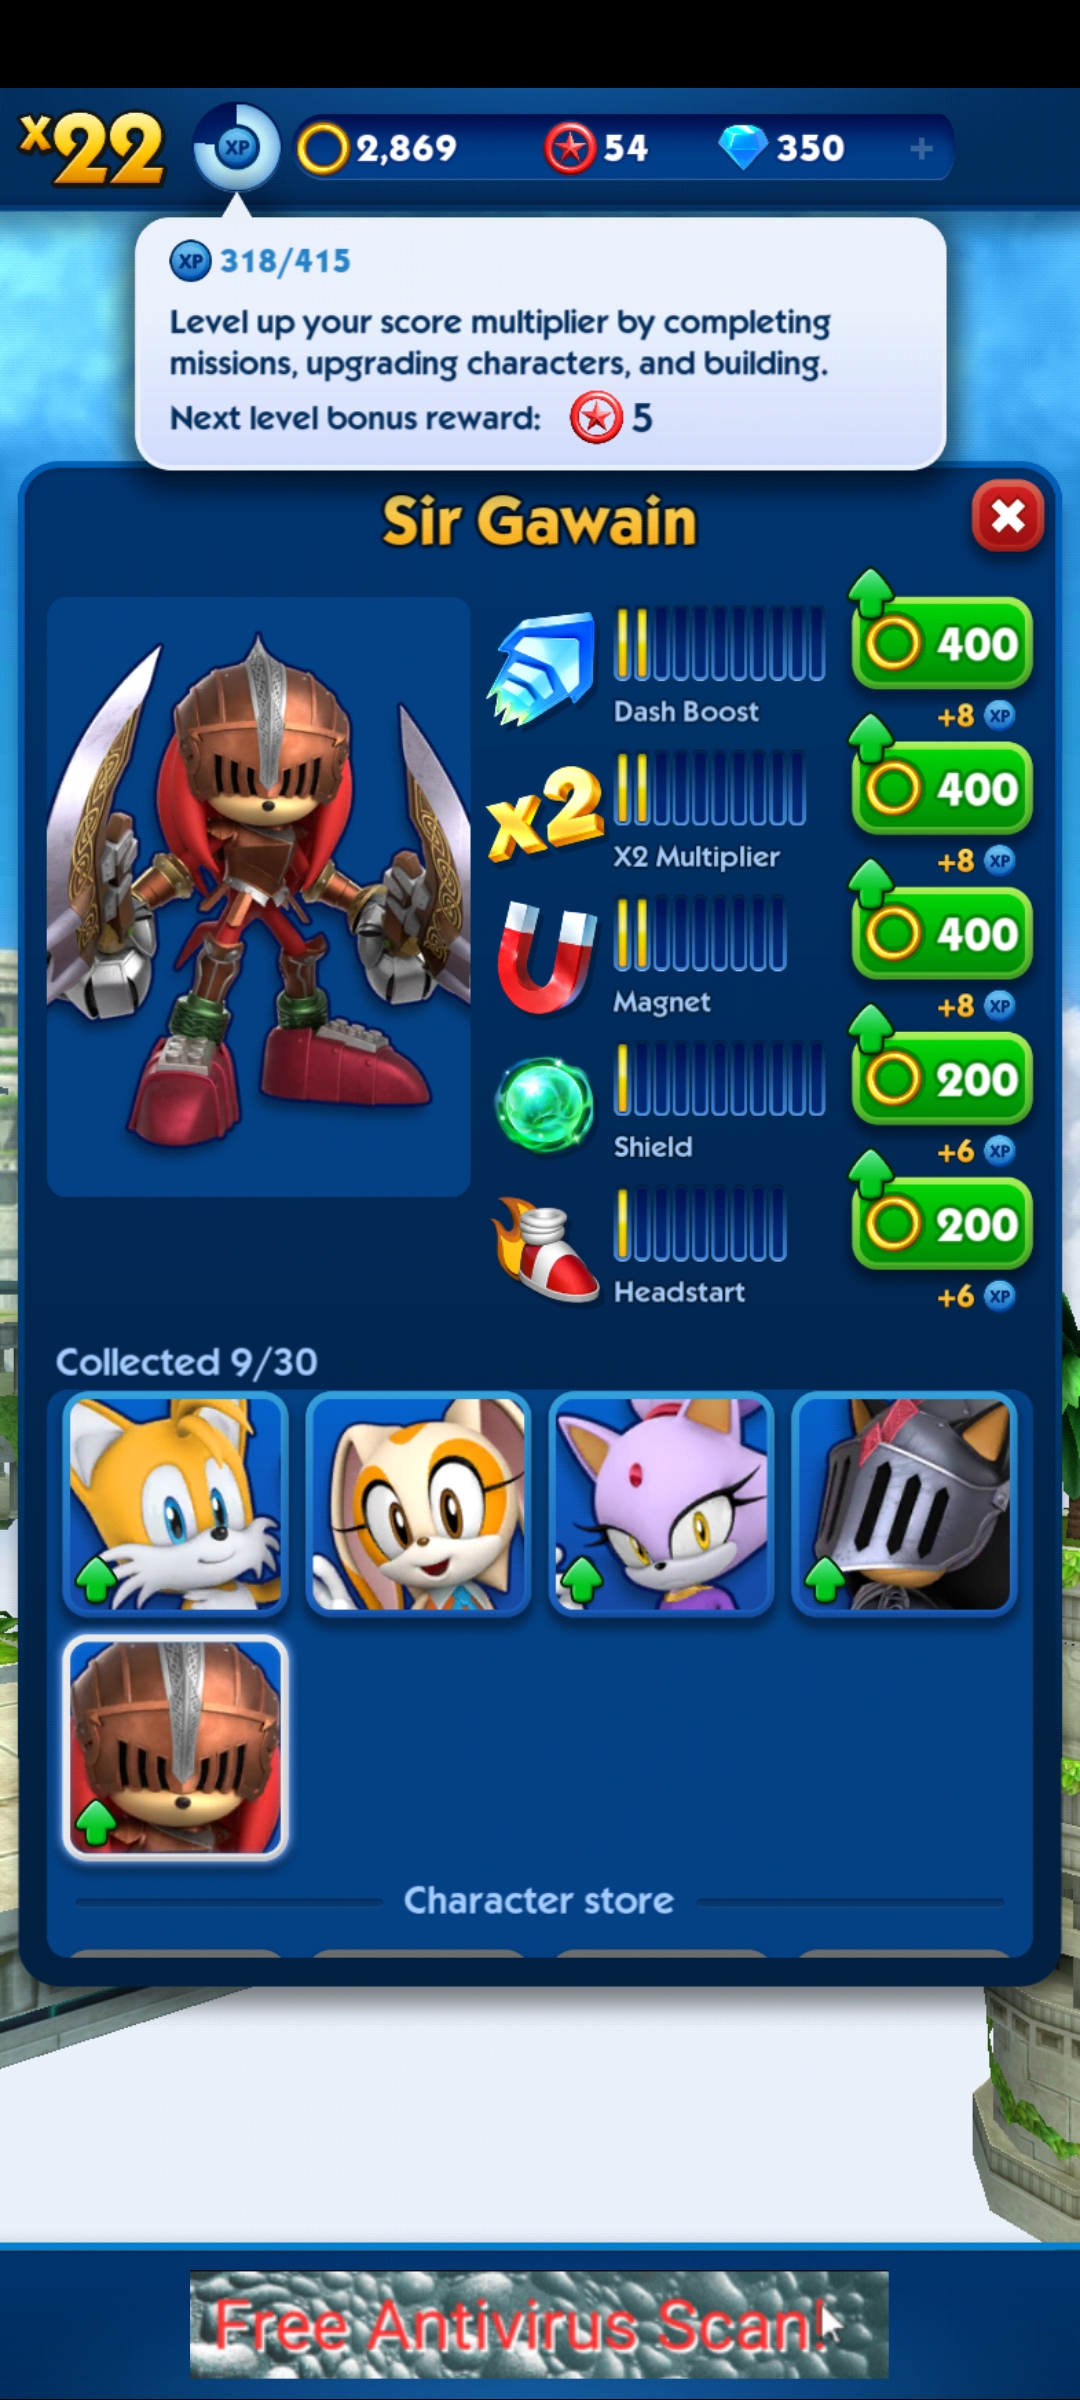 x22 XP 2,869 54 350 +
XP 318/415
Level up your score multiplier by completing
missions, upgrading characters, and building.
Next level bonus reward: 5
Sir Gawain
400
Dash Boost
+8 XP
x2
400
X2 Multiplier
+8 XP
400
Magnet
+8 XP
200
Shield
+6 XP
200
Headstart
+6 XP
Collected 9/30
Character store
Free Antivirus Scan!